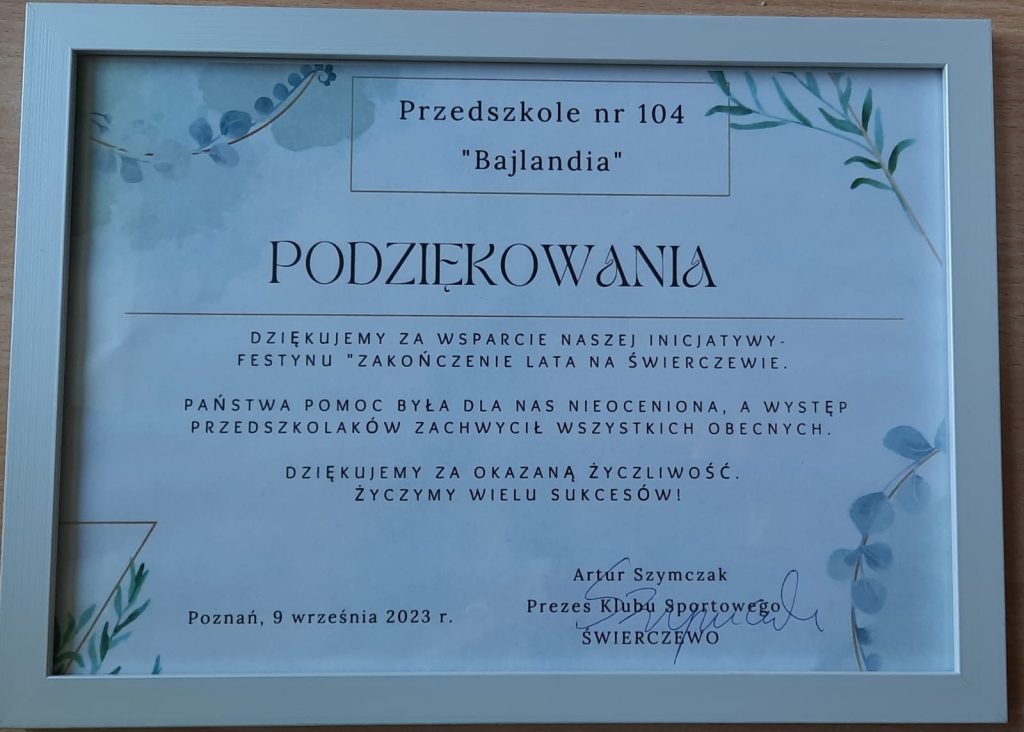 Przedszkole nr 104
"Bajlandia"
PODZIĘKOWANIA
DZIĘKUJEMY ZA WSPARCIE NASZEJ INICJATYWY-
FESTYNU "ZAKOŃCZENIE LATA NA ŚWIERCZEWIE.
PAŃSTWA POMOC BYŁA DLA NAS NIEOCENIONA, A WYSTĘP
PRZEDSZKOLAKÓW ZACHWYCIŁ WSZYSTKICH OBECNYCH.
DZIĘKUJEMY ZA OKAZANĄ ŻYCZLIWOŚĆ.
ŻYCZYMY WIELU SUKCESÓW!
Artur Szymczak
Prezes Klubu Sportowego
ŚWIERCZEWO
Poznań, 9 września 2023 r.